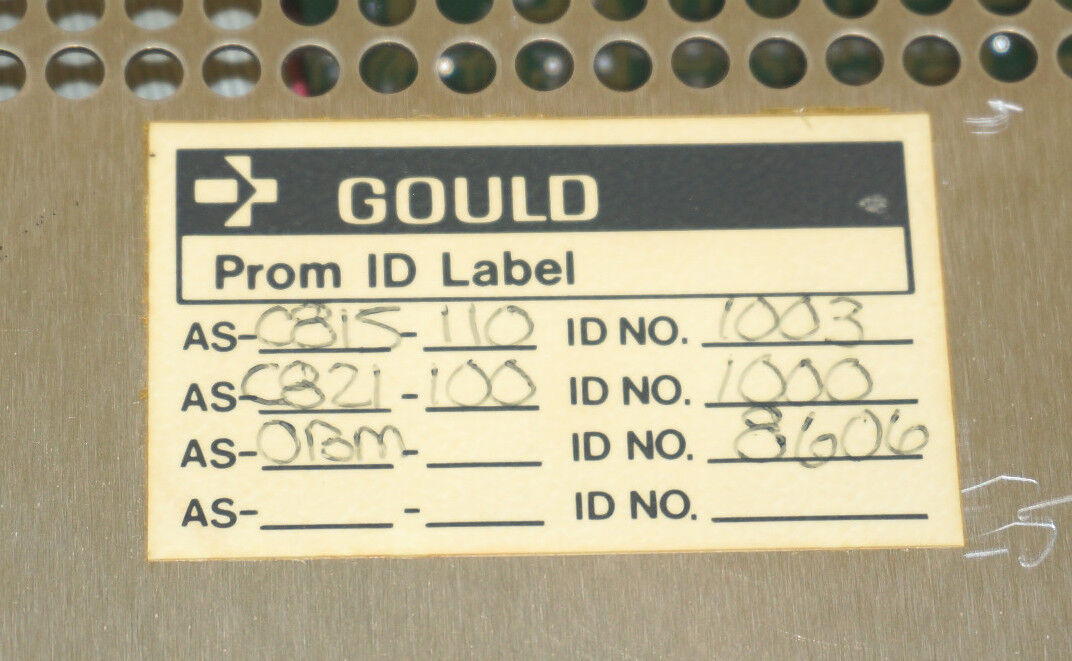 GOULD
Prom ID Label
AS-C815-110 ID NO. 1003
AS-C821-100 ID NO. 1000
AS-OBM- ID NO. 8606
AS- - ID NO.